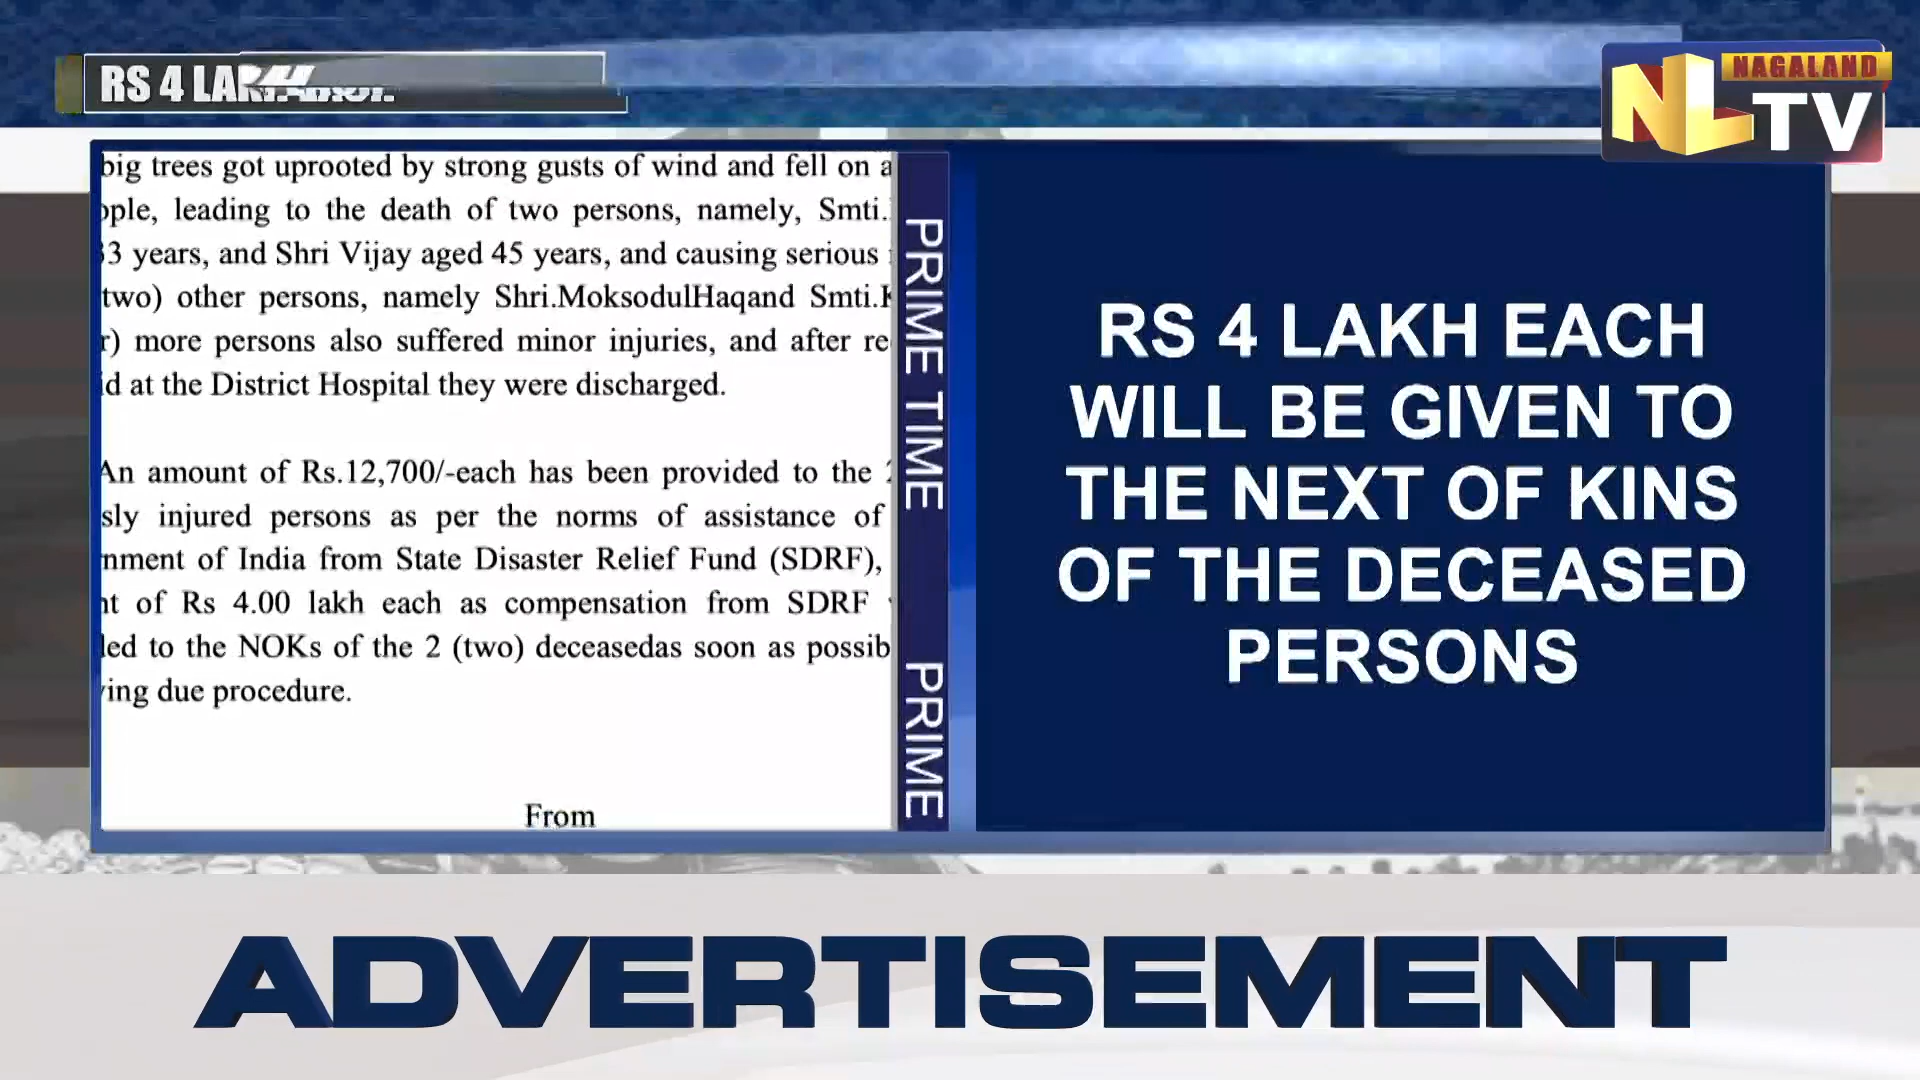 RS 4 LAKH
NAGALAND
NLTV
big trees got uprooted by strong gusts of wind and fell on a
ople, leading to the death of two persons, namely, Smti.
33 years, and Shri Vijay aged 45 years, and causing serious
two) other persons, namely Shri.MoksodulHaqand Smti.K
r) more persons also suffered minor injuries, and after re
id at the District Hospital they were discharged.
An amount of Rs.12,700/-each has been provided to the 2
sly injured persons as per the norms of assistance of
nment of India from State Disaster Relief Fund (SDRF),
nt of Rs 4.00 lakh each as compensation from SDRF
led to the NOKs of the 2 (two) deceasedas soon as possib
ving due procedure.
From
PRIME TIME
PRIME
RS 4 LAKH EACH
WILL BE GIVEN TO
THE NEXT OF KINS
OF THE DECEASED
PERSONS
ADVERTISEMENT